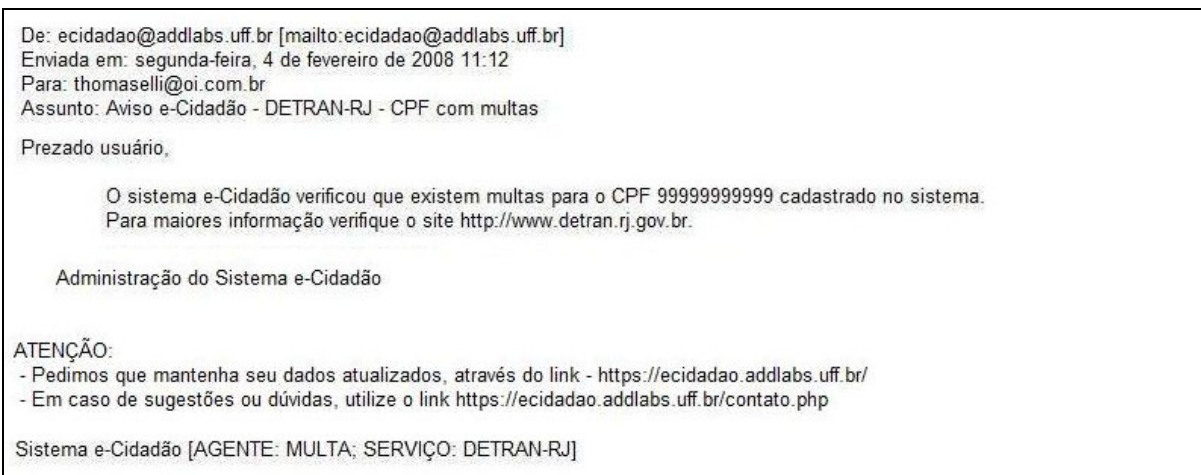 De: ecidadao@addlabs.uff.br [mailto:ecidadao@addlabs.uff.br]
Enviada em: segunda-feira, 4 de fevereiro de 2008 11:12
Para: thomaselli@oi.com.br
Assunto: Aviso e-Cidadão - DETRAN-RJ - CPF com multas
Prezado usuário,
O sistema e-Cidadão verificou que existem multas para o CPF 99999999999 cadastrado no sistema.
Para maiores informação verifique o site http://www.detran.rj.gov.br.
Administração do Sistema e-Cidadão
ATENÇÃO:
- Pedimos que mantenha seu dados atualizados, através do link - https://ecidadao.addlabs.uff.br/
- Em caso de sugestões ou dúvidas, utilize o link https://ecidadao.addlabs.uff.br/contato.php
Sistema e-Cidadão [AGENTE: MULTA; SERVIÇO: DETRAN-RJ]